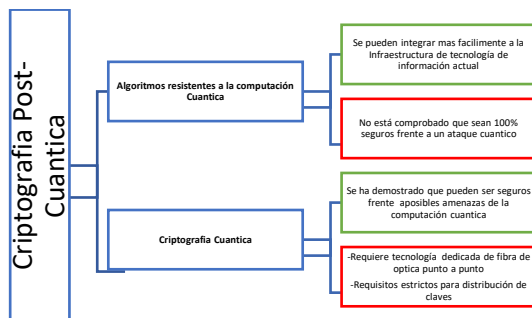 Criptografia Post-
Cuantica
Algoritmos resistentes a la computación
Cuantica
Se pueden integrar mas facilmente a la
Infraestructura de tecnología de
información actual
No está comprobado que sean 100%
seguros frente a un ataque cuantico
Criptografia Cuantica
Se ha demostrado que pueden ser seguros
frente aposibles amenazas de la
computación cuantica
-Requiere tecnología dedicada de fibra de
optica punto a punto
-Requisitos estrictos para distribución de
claves